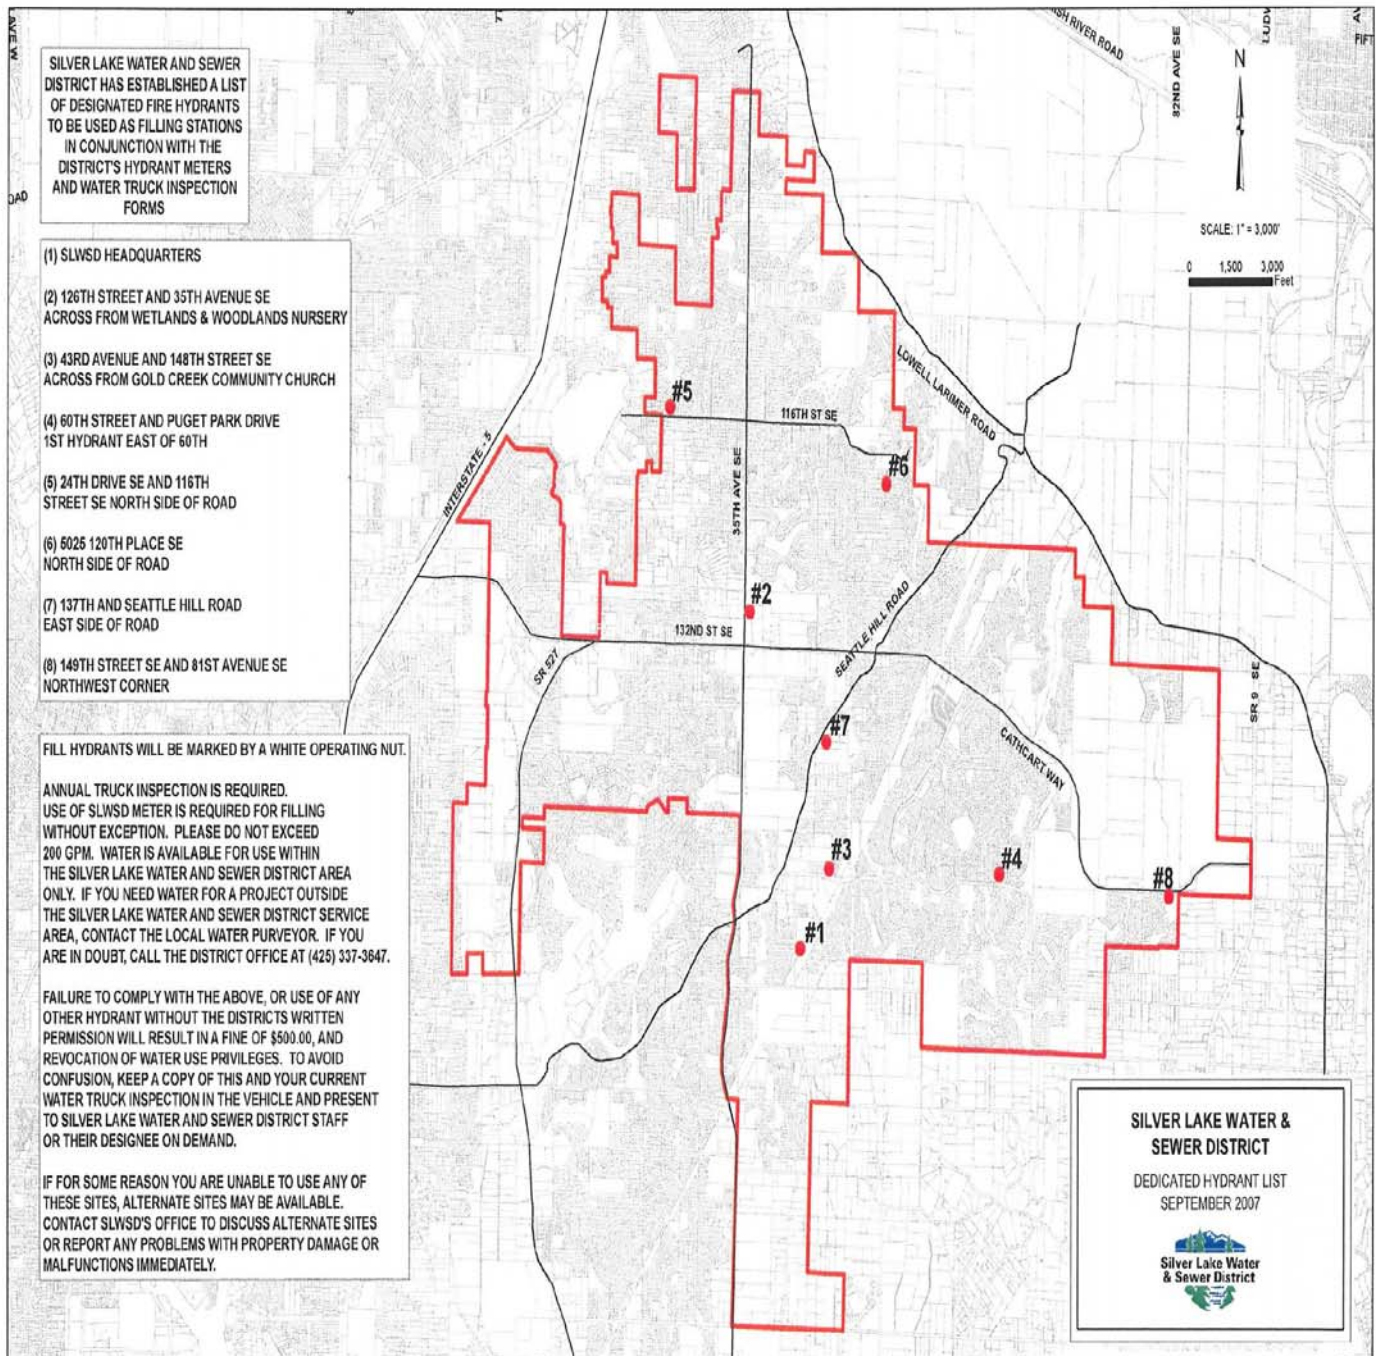 AVE W
OAD
ISH RIVER ROAD
82ND AVE SE
FIFT
SILVER LAKE WATER AND SEWER
DISTRICT HAS ESTABLISHED A LIST
OF DESIGNATED FIRE HYDRANTS
TO BE USED AS FILLING STATIONS
IN CONJUNCTION WITH THE
DISTRICT'S HYDRANT METERS
AND WATER TRUCK INSPECTION
FORMS
N
SCALE: 1" = 3,000'
0 1,500 3,000
Feet
(1) SLWSD HEADQUARTERS
(2) 126TH STREET AND 35TH AVENUE SE
ACROSS FROM WETLANDS & WOODLANDS NURSERY
(3) 43RD AVENUE AND 148TH STREET SE
ACROSS FROM GOLD CREEK COMMUNITY CHURCH
(4) 60TH STREET AND PUGET PARK DRIVE
1ST HYDRANT EAST OF 60TH
(5) 24TH DRIVE SE AND 116TH
STREET SE NORTH SIDE OF ROAD
(6) 5025 120TH PLACE SE
NORTH SIDE OF ROAD
(7) 137TH AND SEATTLE HILL ROAD
EAST SIDE OF ROAD
(8) 149TH STREET SE AND 81ST AVENUE SE
NORTHWEST CORNER
FILL HYDRANTS WILL BE MARKED BY A WHITE OPERATING NUT.
ANNUAL TRUCK INSPECTION IS REQUIRED.
USE OF SLWSD METER IS REQUIRED FOR FILLING
WITHOUT EXCEPTION. PLEASE DO NOT EXCEED
200 GPM. WATER IS AVAILABLE FOR USE WITHIN
THE SILVER LAKE WATER AND SEWER DISTRICT AREA
ONLY. IF YOU NEED WATER FOR A PROJECT OUTSIDE
THE SILVER LAKE WATER AND SEWER DISTRICT SERVICE
AREA, CONTACT THE LOCAL WATER PURVEYOR. IF YOU
ARE IN DOUBT, CALL THE DISTRICT OFFICE AT (425) 337-3647.
FAILURE TO COMPLY WITH THE ABOVE, OR USE OF ANY
OTHER HYDRANT WITHOUT THE DISTRICTS WRITTEN
PERMISSION WILL RESULT IN A FINE OF $500.00, AND
REVOCATION OF WATER USE PRIVILEGES. TO AVOID
CONFUSION, KEEP A COPY OF THIS AND YOUR CURRENT
WATER TRUCK INSPECTION IN THE VEHICLE AND PRESENT
TO SILVER LAKE WATER AND SEWER DISTRICT STAFF
OR THEIR DESIGNEE ON DEMAND.
IF FOR SOME REASON YOU ARE UNABLE TO USE ANY OF
THESE SITES, ALTERNATE SITES MAY BE AVAILABLE.
CONTACT SLWSD'S OFFICE TO DISCUSS ALTERNATE SITES
OR REPORT ANY PROBLEMS WITH PROPERTY DAMAGE OR
MALFUNCTIONS IMMEDIATELY.
LOWELL LARIMER ROAD
#5
116TH ST SE
INTERSTATE - 5
35TH AVE SE
#6
#2
132ND ST SE
SEATTLE HILL ROAD
SR 527
SR 9 SE
#7
CATHCART WAY
#3
#4
#8
#1
SILVER LAKE WATER &
SEWER DISTRICT
DEDICATED HYDRANT LIST
SEPTEMBER 2007
Silver Lake Water
& Sewer District